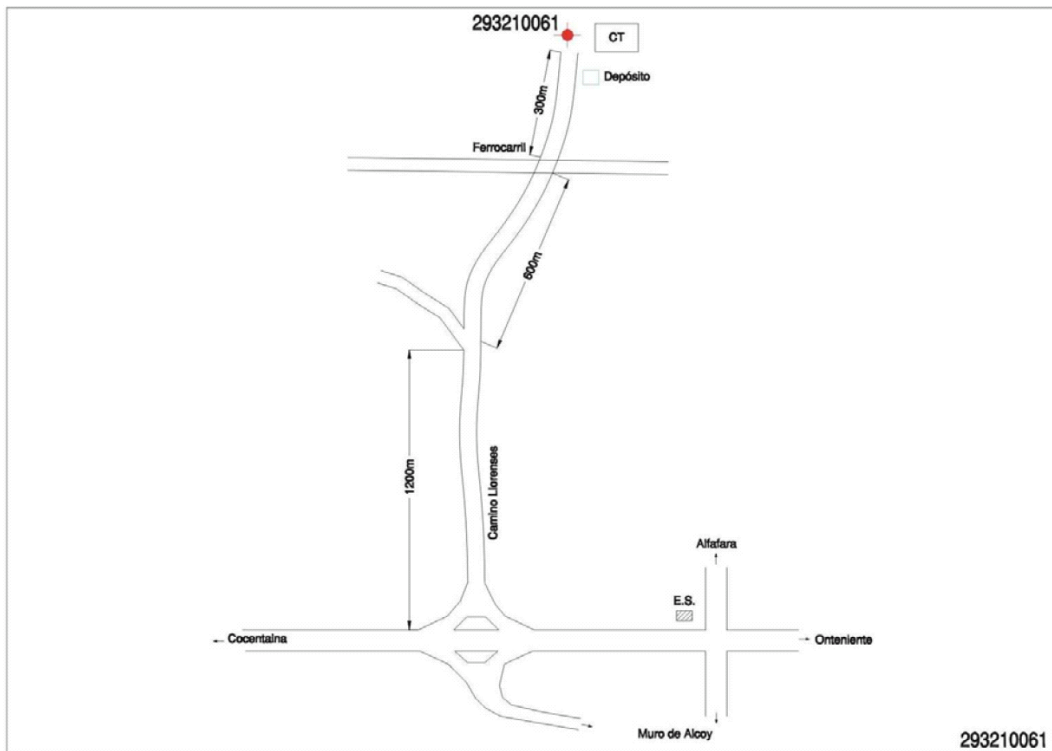 293210061
CT
Depósito
300m
Ferrocarril
600m
1200m
Camino Llorenses
Alfafara
E.S.
Cocentaina
Onteniente
Muro de Alcoy
293210061